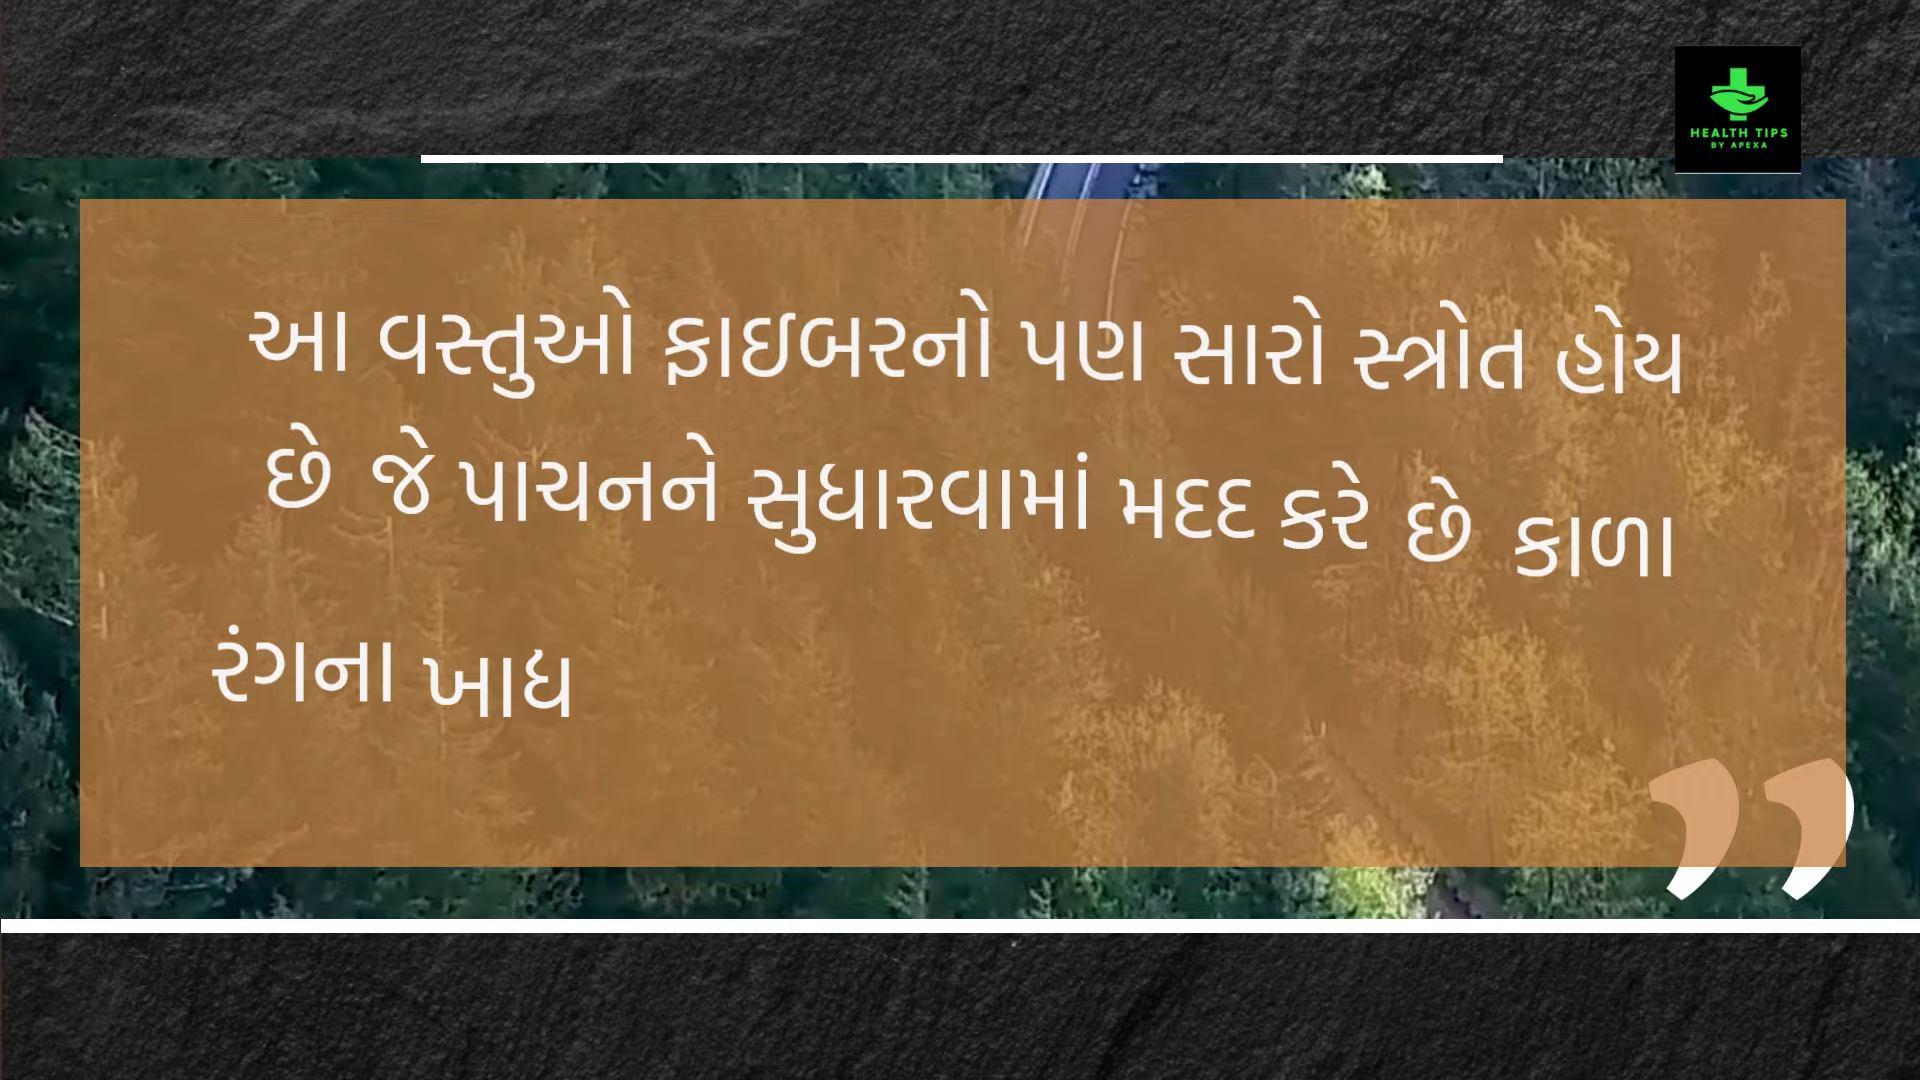 HEALTH TIPS
BY APEXA
આ વસ્તુઓ ફાઇબરનો પણ સારો સ્ત્રોત હોય
છે જે પાચનને સુધારવામાં મદદ કરે છે કાળા
રંગના ખાદ્ય
”